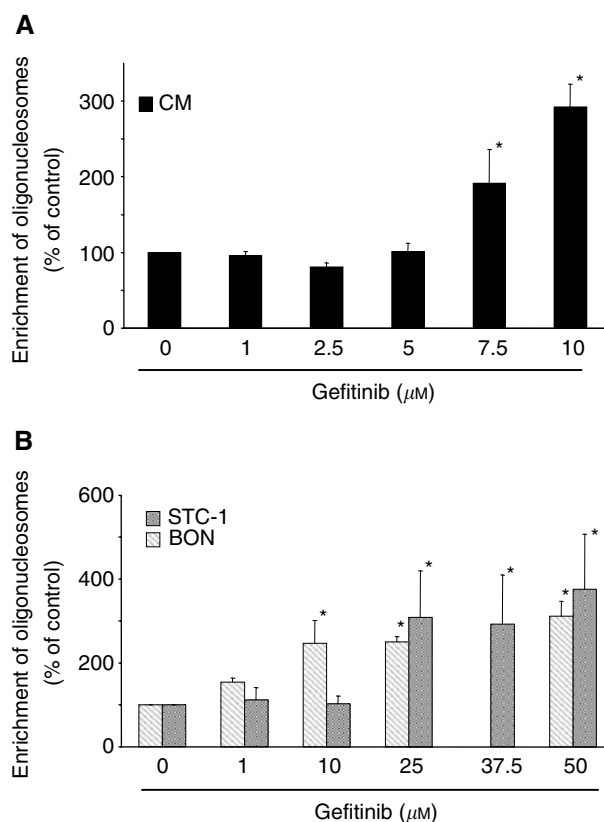 A
Enrichment of oligonucleosomes
(% of control)
300
200
100
0
CM
*
*
0 1 2.5 5 7.5 10
Gefitinib (μM)
B
Enrichment of oligonucleosomes
(% of control)
600
400
200
0
STC-1
BON
* * * * * *
0 1 10 25 37.5 50
Gefitinib (μM)